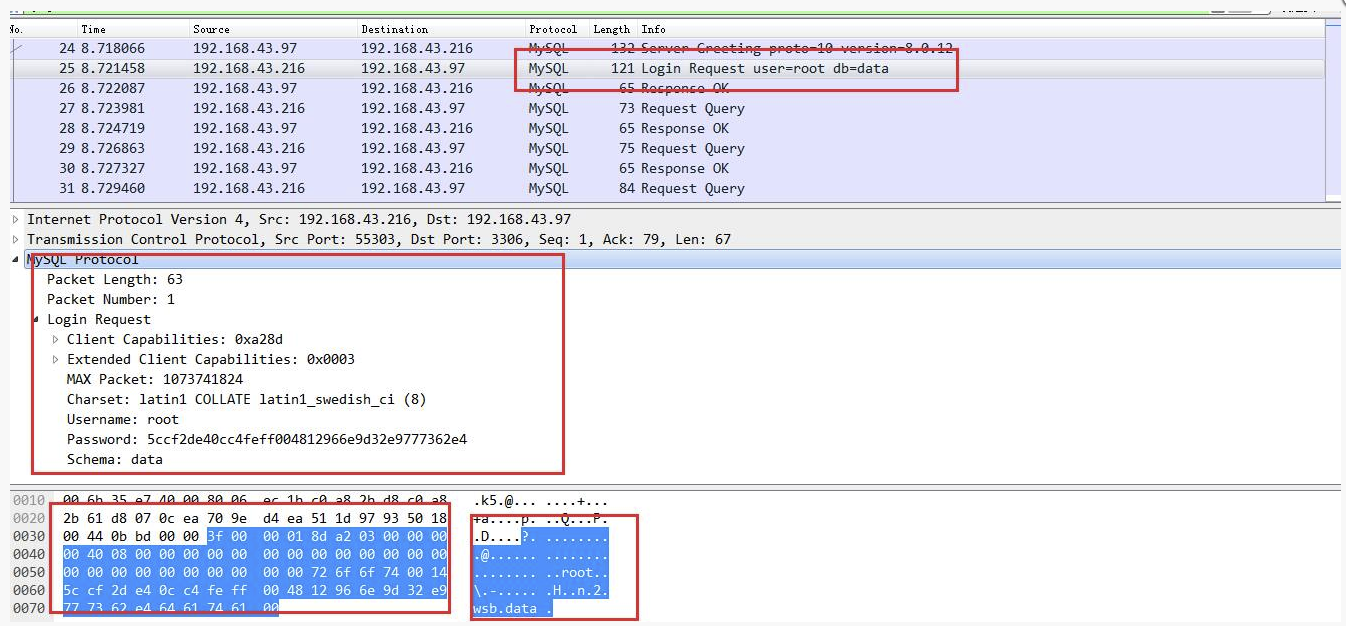 No. Time Source Destination Protocol Length Info
24 8.718066 192.168.43.97 192.168.43.216 MySQL 132 Server Greeting proto=10 version=8.0.12
25 8.721458 192.168.43.216 192.168.43.97 MySQL 121 Login Request user=root db=data
26 8.722087 192.168.43.97 192.168.43.216 MySQL 65 Response OK
27 8.723981 192.168.43.216 192.168.43.97 MySQL 73 Request Query
28 8.724719 192.168.43.97 192.168.43.216 MySQL 65 Response OK
29 8.726863 192.168.43.216 192.168.43.97 MySQL 75 Request Query
30 8.727327 192.168.43.97 192.168.43.216 MySQL 65 Response OK
31 8.729460 192.168.43.216 192.168.43.97 MySQL 84 Request Query
Internet Protocol Version 4, Src: 192.168.43.216, Dst: 192.168.43.97
Transmission Control Protocol, Src Port: 55303, Dst Port: 3306, Seq: 1, Ack: 79, Len: 67
MySQL Protocol
Packet Length: 63
Packet Number: 1
Login Request
Client Capabilities: 0xa28d
Extended Client Capabilities: 0x0003
MAX Packet: 1073741824
Charset: latin1 COLLATE latin1_swedish_ci (8)
Username: root
Password: 5ccf2de40cc4feff004812966e9d32e9777362e4
Schema: data
0010 00 6b 35 e7 40 00 80 06 ec 1b c0 a8 2b d8 c0 a8 .k5.@... ....+...
0020 2b 61 d8 07 0c ea 70 9e d4 ea 51 1d 97 93 50 18 +a....p. ..Q...P.
0030 00 44 0b bd 00 00 3f 00 00 01 8d a2 03 00 00 00 .D....?. ........
0040 00 40 08 00 00 00 00 00 00 00 00 00 00 00 00 00 .@...... ........
0050 00 00 00 00 00 00 00 00 00 00 72 6f 6f 74 00 14 ........ ..root..
0060 5c cf 2d e4 0c c4 fe ff 00 48 12 96 6e 9d 32 e9 \.-..... .H..n.2.
0070 77 73 62 e4 64 61 74 61 00 wsb.data .